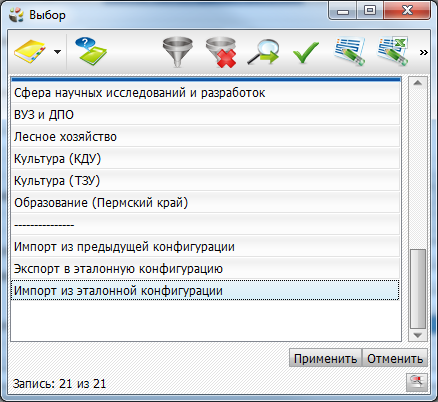 Выбор
»
Сфера научных исследований и разработок
ВУЗ и ДПО
Лесное хозяйство
Культура (КДУ)
Культура (ТЗУ)
Образование (Пермский край)
---------------
Импорт из предыдущей конфигурации
Экспорт в эталонную конфигурацию
Импорт из эталонной конфигурации
Применить Отменить
Запись: 21 из 21